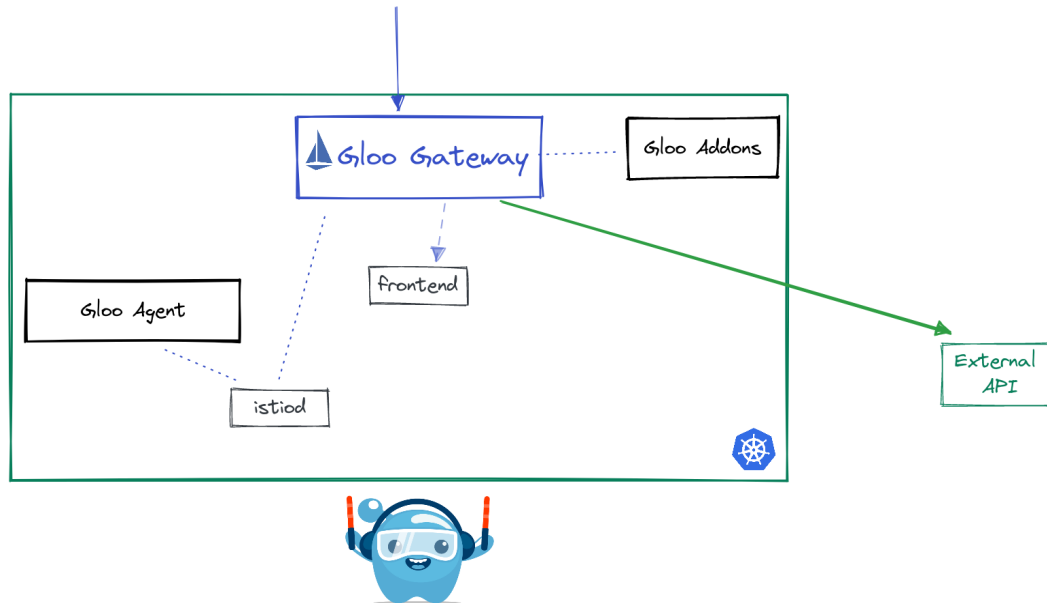 Gloo Gateway
Gloo Addons
frontend
Gloo Agent
External
API
istiod